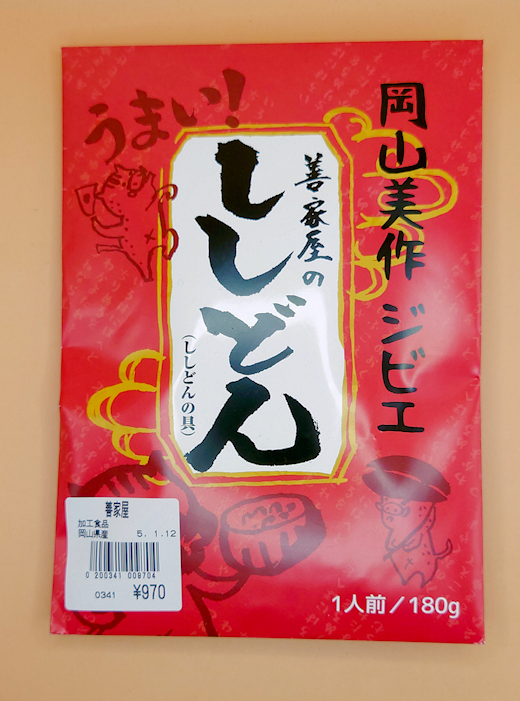 岡山美作 ジビエ
うまい!
善家屋の
ししどん
(ししどんの具)
善家屋
加工食品
岡山県産 5. 1.12
0 200341 009704
0341 ¥970
1人前/180g